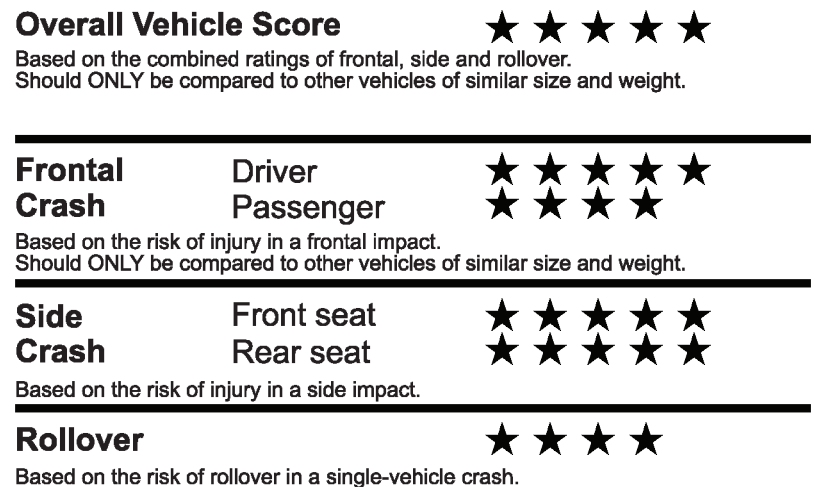 Overall Vehicle Score ★ ★ ★ ★ ★
Based on the combined ratings of frontal, side and rollover.
Should ONLY be compared to other vehicles of similar size and weight.
Frontal Driver ★ ★ ★ ★ ★
Crash Passenger ★ ★ ★ ★
Based on the risk of injury in a frontal impact.
Should ONLY be compared to other vehicles of similar size and weight.
Side Front seat ★ ★ ★ ★ ★
Crash Rear seat ★ ★ ★ ★ ★
Based on the risk of injury in a side impact.
Rollover ★ ★ ★ ★
Based on the risk of rollover in a single-vehicle crash.